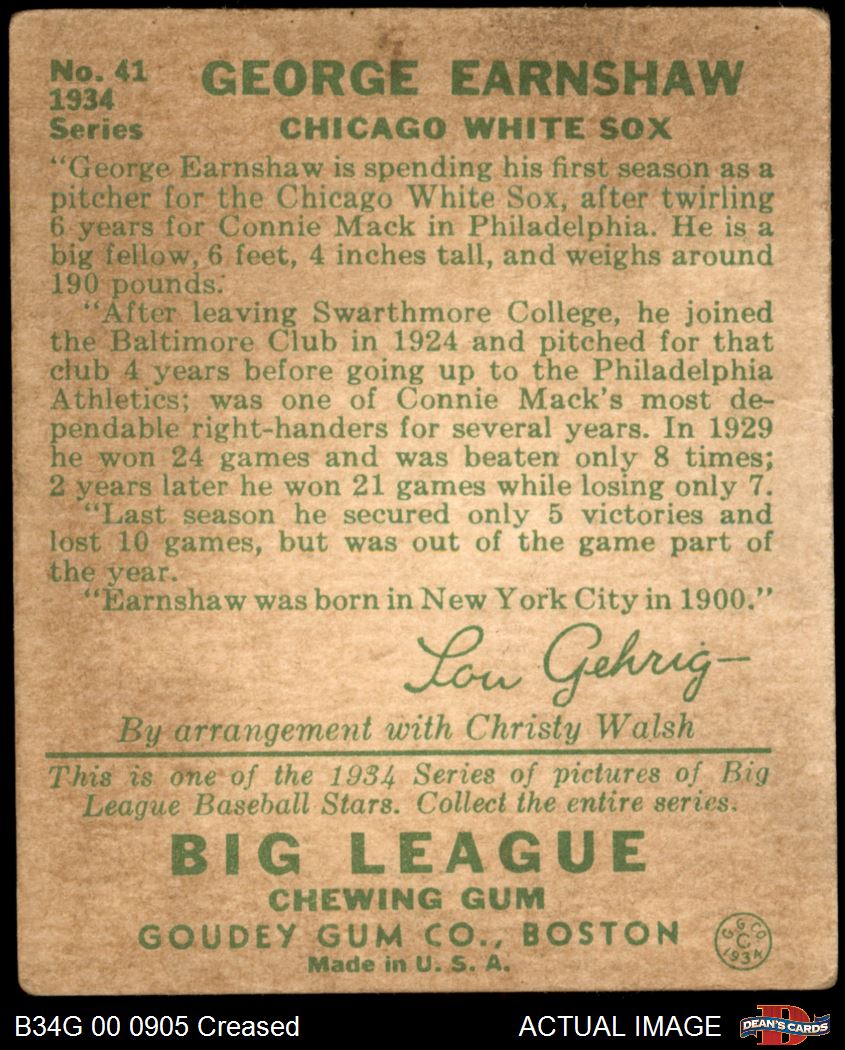 No. 41
1934
Series
GEORGE EARNSHAW
CHICAGO WHITE SOX
"George Earnshaw is spending his first season as a
pitcher for the Chicago White Sox, after twirling
6 years for Connie Mack in Philadelphia. He is a
big fellow, 6 feet, 4 inches tall, and weighs around
190 pounds.
"After leaving Swarthmore College, he joined
the Baltimore Club in 1924 and pitched for that
club 4 years before going up to the Philadelphia
Athletics; was one of Connie Mack's most de-
pendable right-handers for several years. In 1929
he won 24 games and was beaten only 8 times;
2 years later he won 21 games while losing only 7.
"Last season he secured only 5 victories and
lost 10 games, but was out of the game part of
the year.
"Earnshaw was born in New York City in 1900."
Lou Gehrig
By arrangement with Christy Walsh
This is one of the 1934 Series of pictures of Big
League Baseball Stars. Collect the entire series.
BIG LEAGUE
CHEWING GUM
GOUDEY GUM CO., BOSTON
Made in U. S. A.
G. G. CO.
C
1934
B34G 00 0905 Creased
ACTUAL IMAGE
D
DEAN'S CARDS